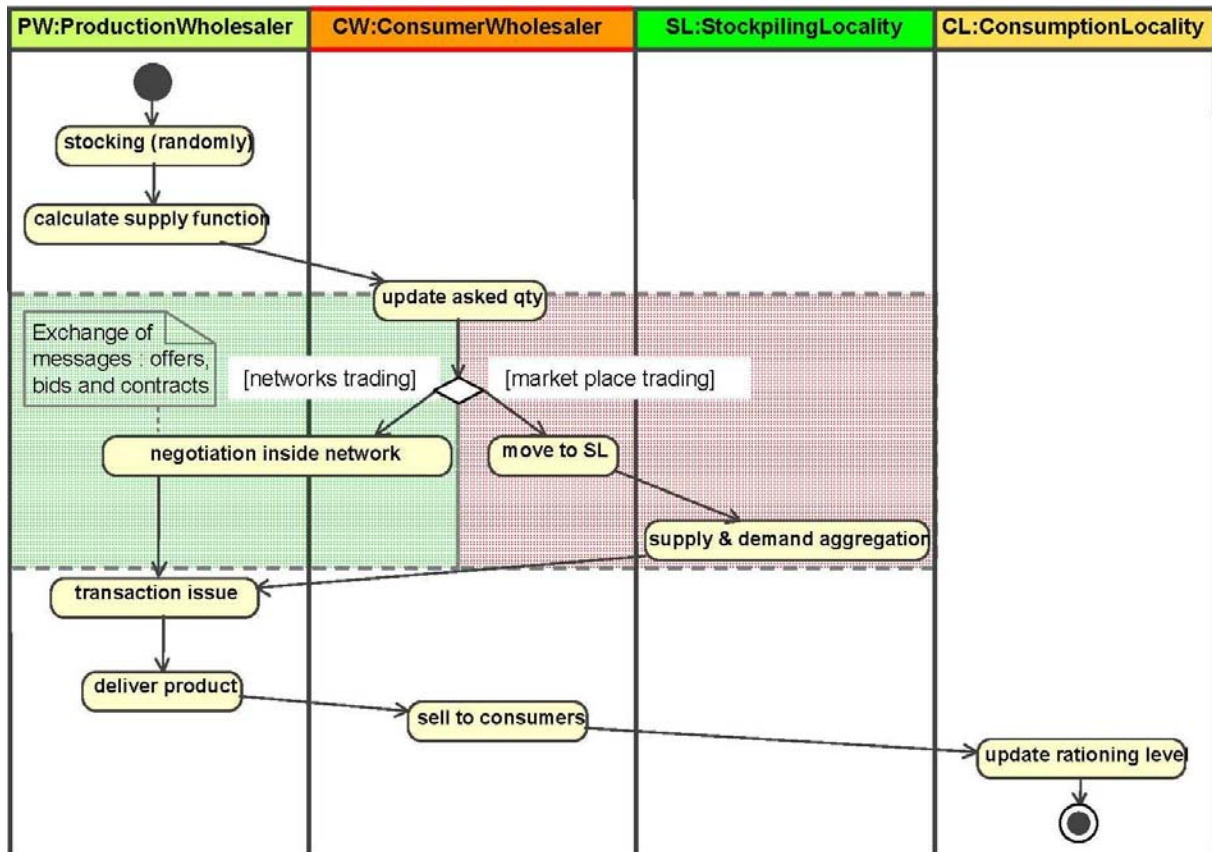 PW:ProductionWholesaler
CW:ConsumerWholesaler
SL:StockpilingLocality
CL:ConsumptionLocality
stocking (randomly)
calculate supply function
update asked qty
Exchange of
messages : offers,
bids and contracts
[networks trading]
[market place trading]
negotiation inside network
move to SL
supply & demand aggregation
transaction issue
deliver product
sell to consumers
update rationing level